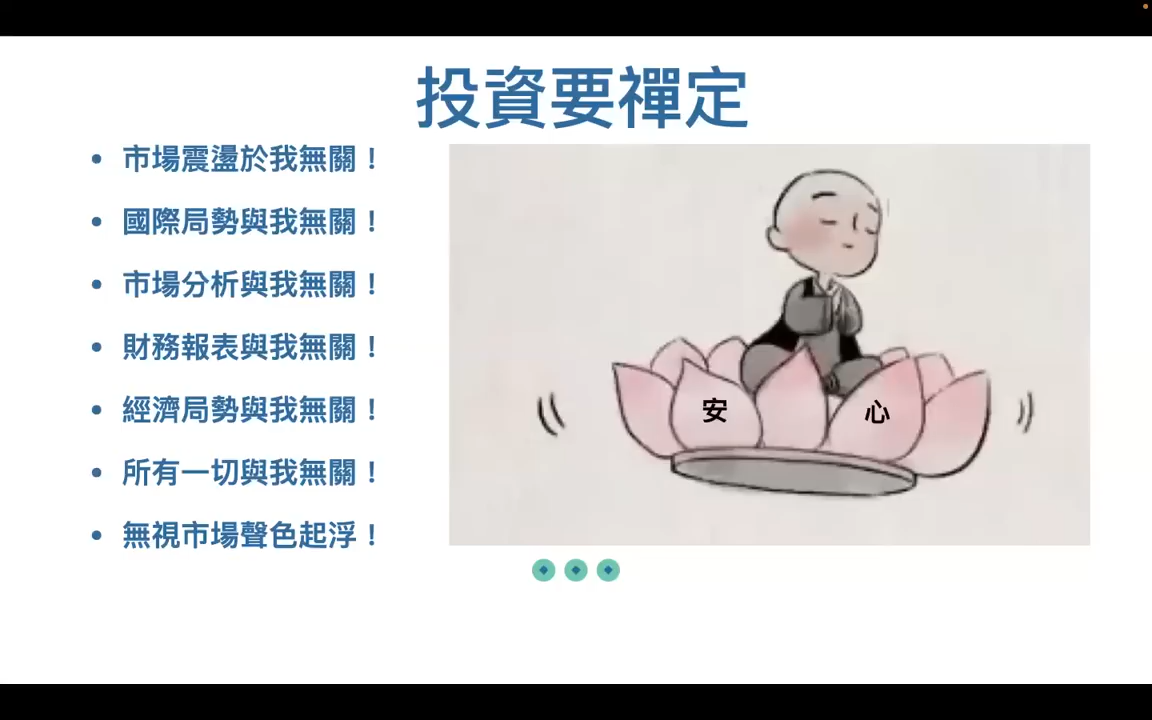 投資要禪定
• 市場震盪於我無關！
• 國際局勢與我無關！
• 市場分析與我無關！
• 財務報表與我無關！
• 經濟局勢與我無關！
• 所有一切與我無關！
• 無視市場聲色起浮！
安 心